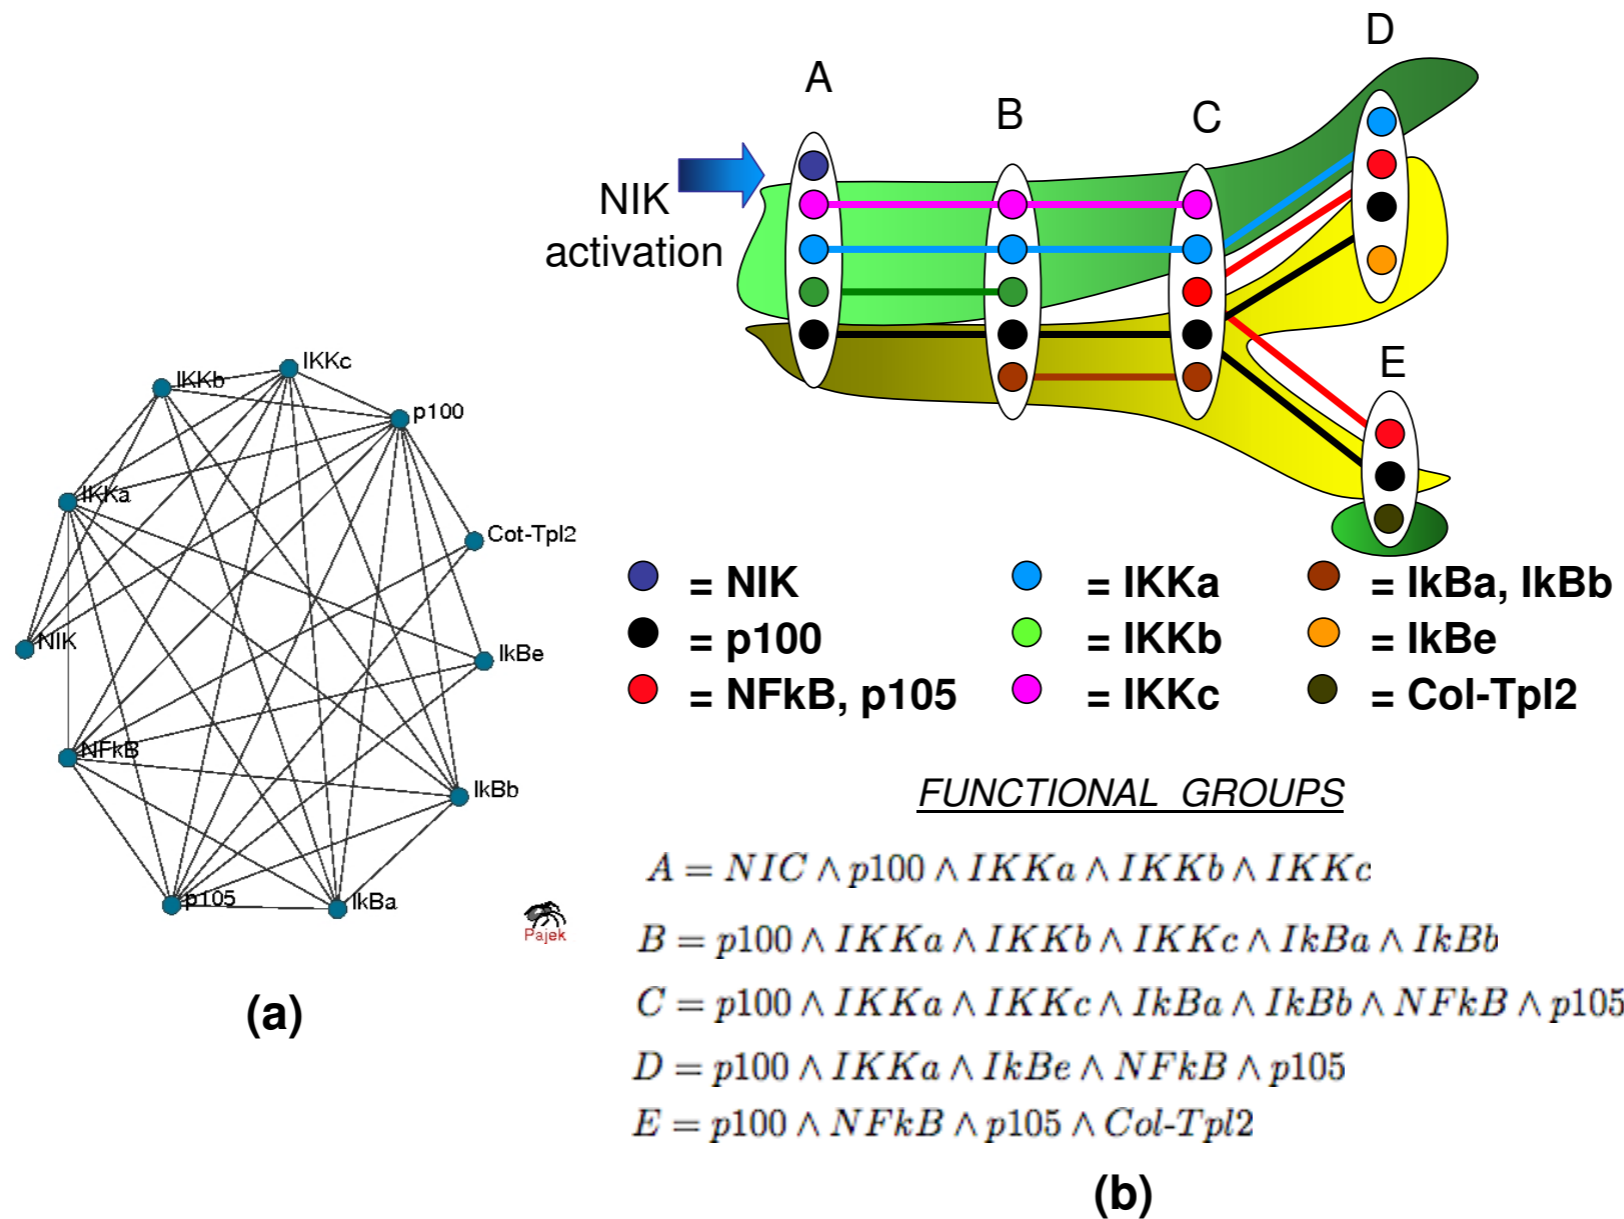 D
A
B
C
NIK
activation
E
IKKc
IKKb
p100
IKKa
Cot-Tpl2
NIK
IkBe
NFkB
IkBb
p105
IkBa
Pajek
(a)
= NIK
= IKKa
= IkBa, IkBb
= p100
= IKKb
= IkBe
= NFkB, p105
= IKKc
= Col-Tpl2
FUNCTIONAL GROUPS
A = NIC ∧ p100 ∧ IKKa ∧ IKKb ∧ IKKc
B = p100 ∧ IKKa ∧ IKKb ∧ IKKc ∧ IkBa ∧ IkBb
C = p100 ∧ IKKa ∧ IKKc ∧ IkBa ∧ IkBb ∧ NFkB ∧ p105
D = p100 ∧ IKKa ∧ IkBe ∧ NFkB ∧ p105
E = p100 ∧ NFkB ∧ p105 ∧ Col-Tpl2
(b)